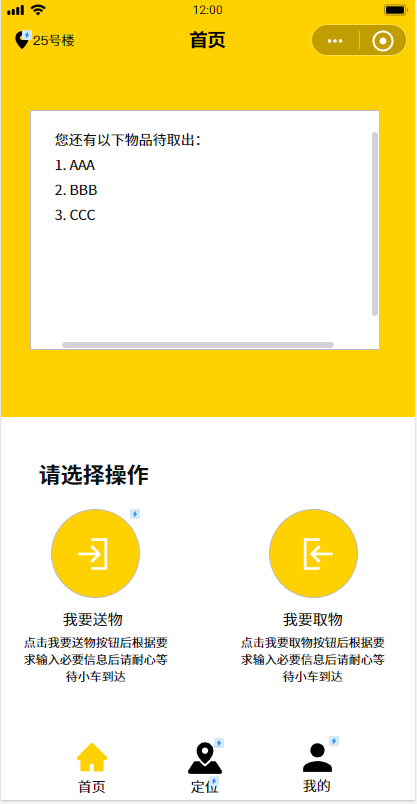 12:00
25号楼
首页
您还有以下物品待取出：
1. AAA
2. BBB
3. CCC
请选择操作
我要送物
点击我要送物按钮后根据要
求输入必要信息后请耐心等
待小车到达
我要取物
点击我要取物按钮后根据要
求输入必要信息后请耐心等
待小车到达
首页
定位
我的